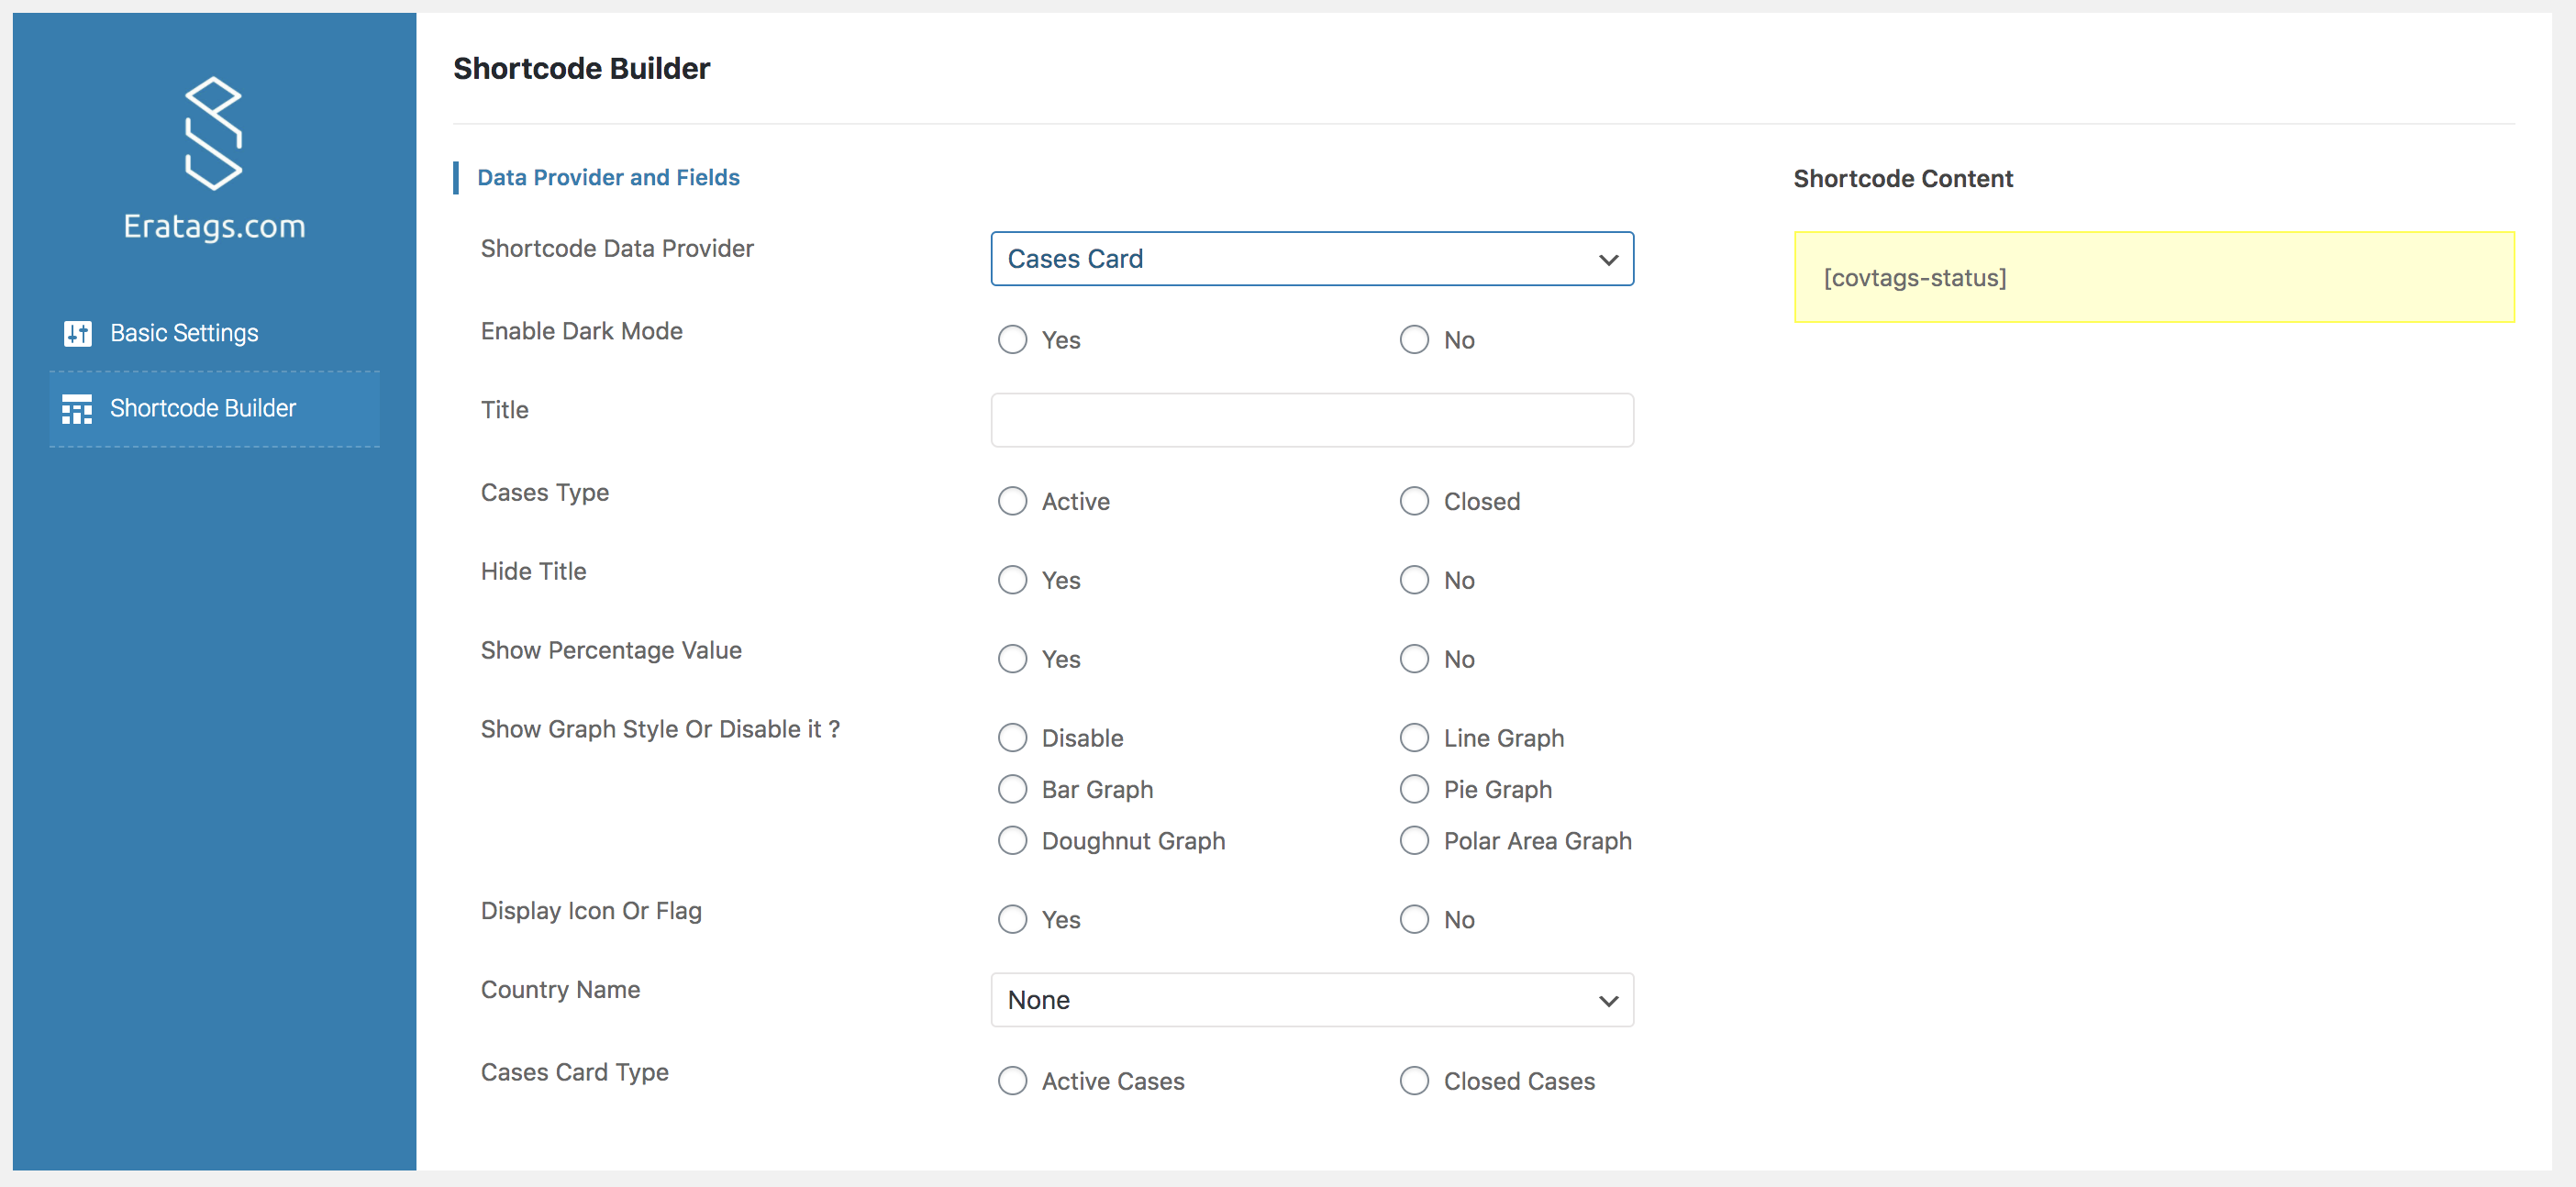 Eratags.com
Basic Settings
Shortcode Builder
Shortcode Builder
Data Provider and Fields
Shortcode Data Provider
Cases Card
Enable Dark Mode
Yes
No
Title
Cases Type
Active
Closed
Hide Title
Yes
No
Show Percentage Value
Yes
No
Show Graph Style Or Disable it ?
Disable
Line Graph
Bar Graph
Pie Graph
Doughnut Graph
Polar Area Graph
Display Icon Or Flag
Yes
No
Country Name
None
Cases Card Type
Active Cases
Closed Cases
Shortcode Content
[covtags-status]